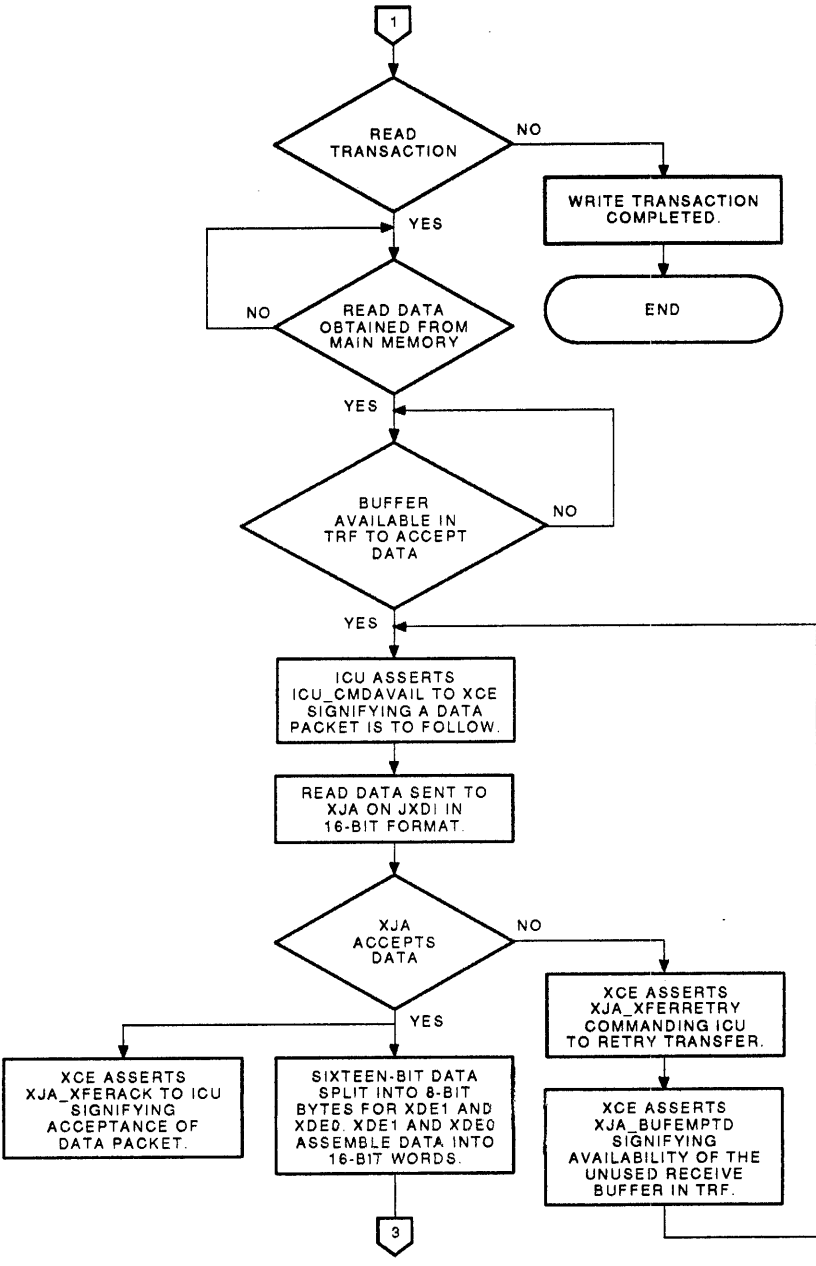 1
READ
TRANSACTION
NO
WRITE TRANSACTION
COMPLETED.
END
YES
READ DATA
OBTAINED FROM
MAIN MEMORY
NO
YES
BUFFER
AVAILABLE IN
TRF TO ACCEPT
DATA
NO
YES
ICU ASSERTS
ICU_CMDAVAIL TO XCE
SIGNIFYING A DATA
PACKET IS TO FOLLOW.
READ DATA SENT TO
XJA ON JXDI IN
16-BIT FORMAT.
XJA
ACCEPTS
DATA
NO
XCE ASSERTS
XJA_XFERRETRY
COMMANDING ICU
TO RETRY TRANSFER.
XCE ASSERTS
XJA_BUFEMPTD
SIGNIFYING
AVAILABILITY OF THE
UNUSED RECEIVE
BUFFER IN TRF.
YES
XCE ASSERTS
XJA_XFERACK TO ICU
SIGNIFYING
ACCEPTANCE OF
DATA PACKET.
SIXTEEN-BIT DATA
SPLIT INTO 8-BIT
BYTES FOR XDE1 AND
XDE0. XDE1 AND XDE0
ASSEMBLE DATA INTO
16-BIT WORDS.
3